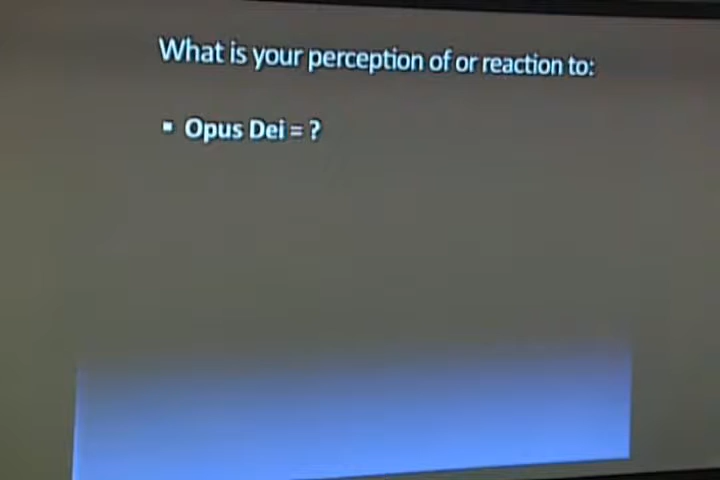 What is your perception of or reaction to:
▪ Opus Dei = ?